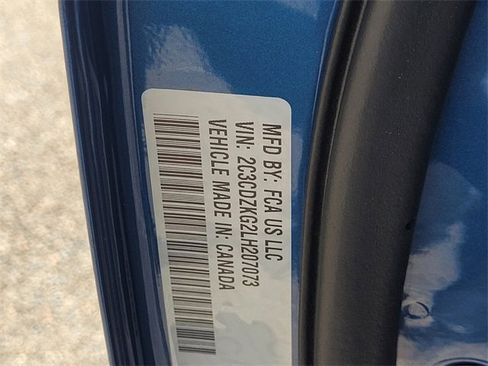 MFD BY: FCA US LLC
VIN: 2C3CDZKG2LH207073
VEHICLE MADE IN: CANADA